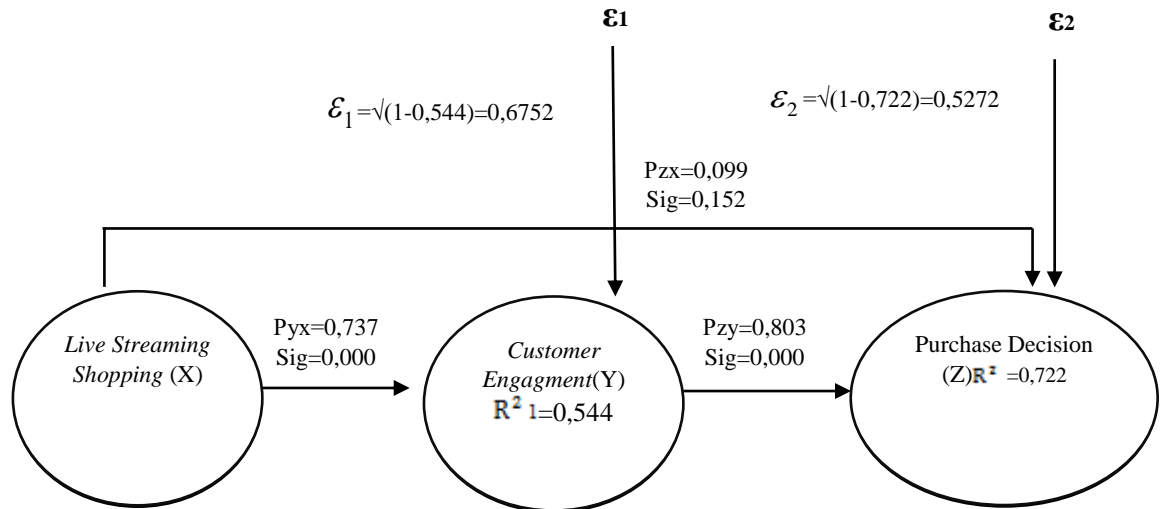 ε1
ε2
ε1 =√(1-0,544)=0,6752
ε2 =√(1-0,722)=0,5272
Pzx=0,099
Sig=0,152
Live Streaming
Shopping (X)
Pyx=0,737
Sig=0,000
Customer
Engagment(Y)
R² 1=0,544
Pzy=0,803
Sig=0,000
Purchase Decision
(Z)R² =0,722